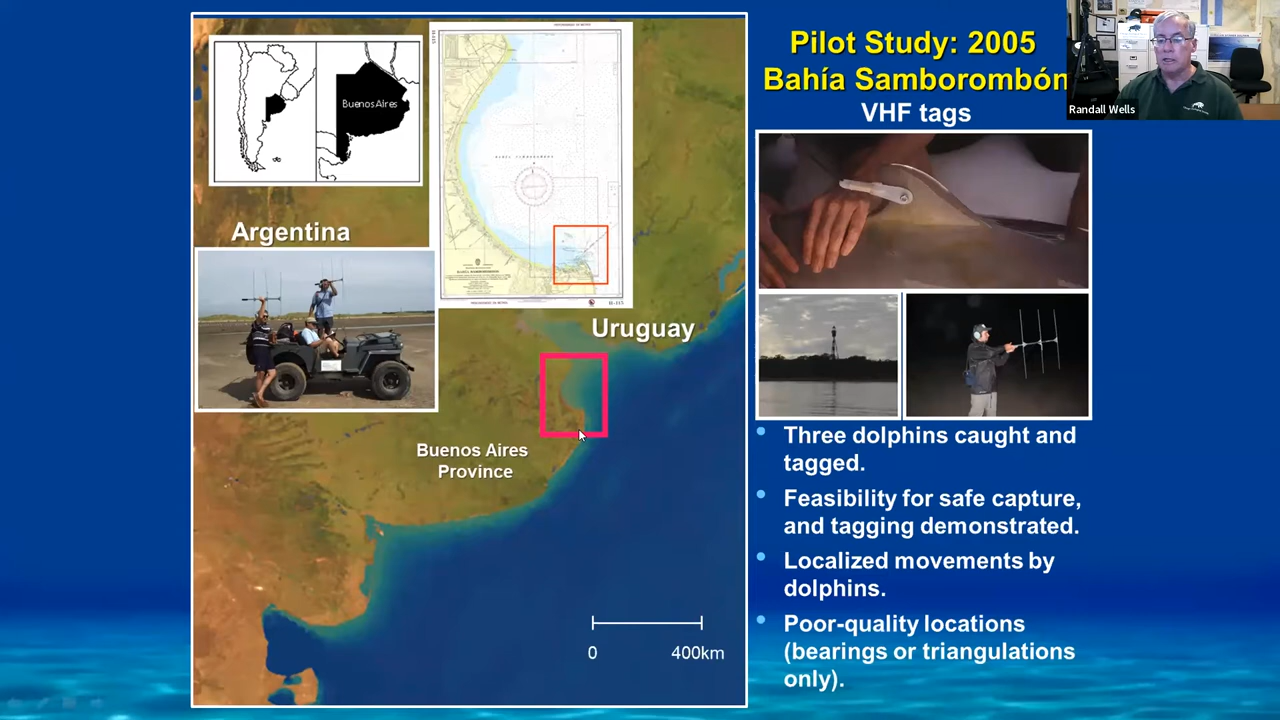 Pilot Study: 2005
Bahía Samborombón
VHF tags
Randall Wells
Buenos Aires
Argentina
Uruguay
Buenos Aires
Province
0 400km
• Three dolphins caught and
tagged.
• Feasibility for safe capture,
and tagging demonstrated.
• Localized movements by
dolphins.
• Poor-quality locations
(bearings or triangulations
only).